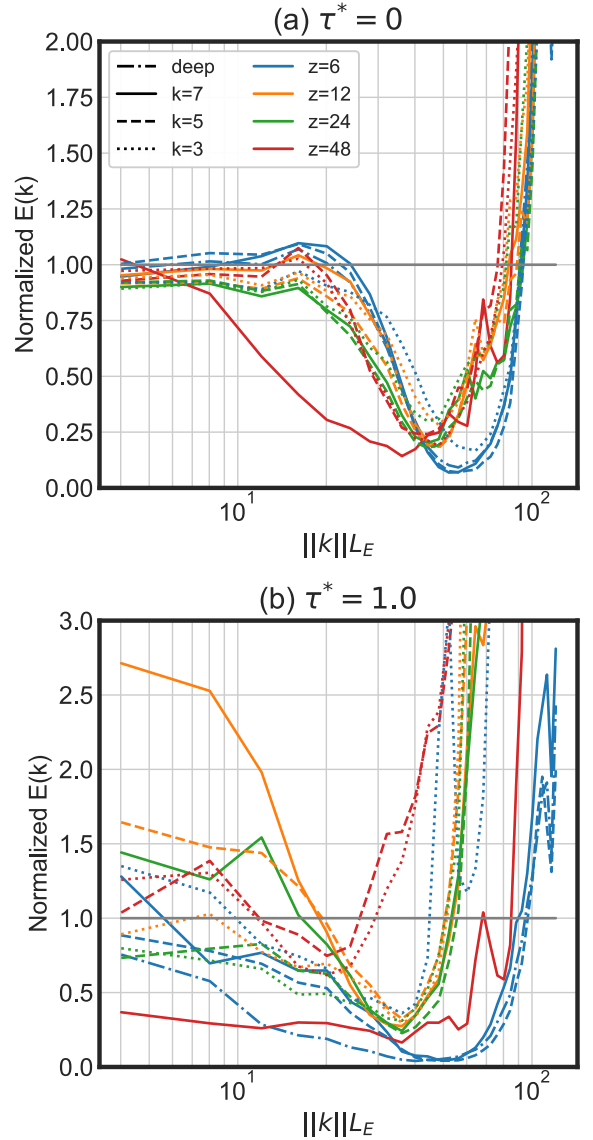 (a) τ* = 0
2.00
1.75
1.50
1.25
1.00
0.75
0.50
0.25
0.00
Normalized E(k)
deep
k=7
k=5
k=3
z=6
z=12
z=24
z=48
10¹
10²
||k||L_E
(b) τ* = 1.0
3.0
2.5
2.0
1.5
1.0
0.5
0.0
Normalized E(k)
10¹
10²
||k||L_E